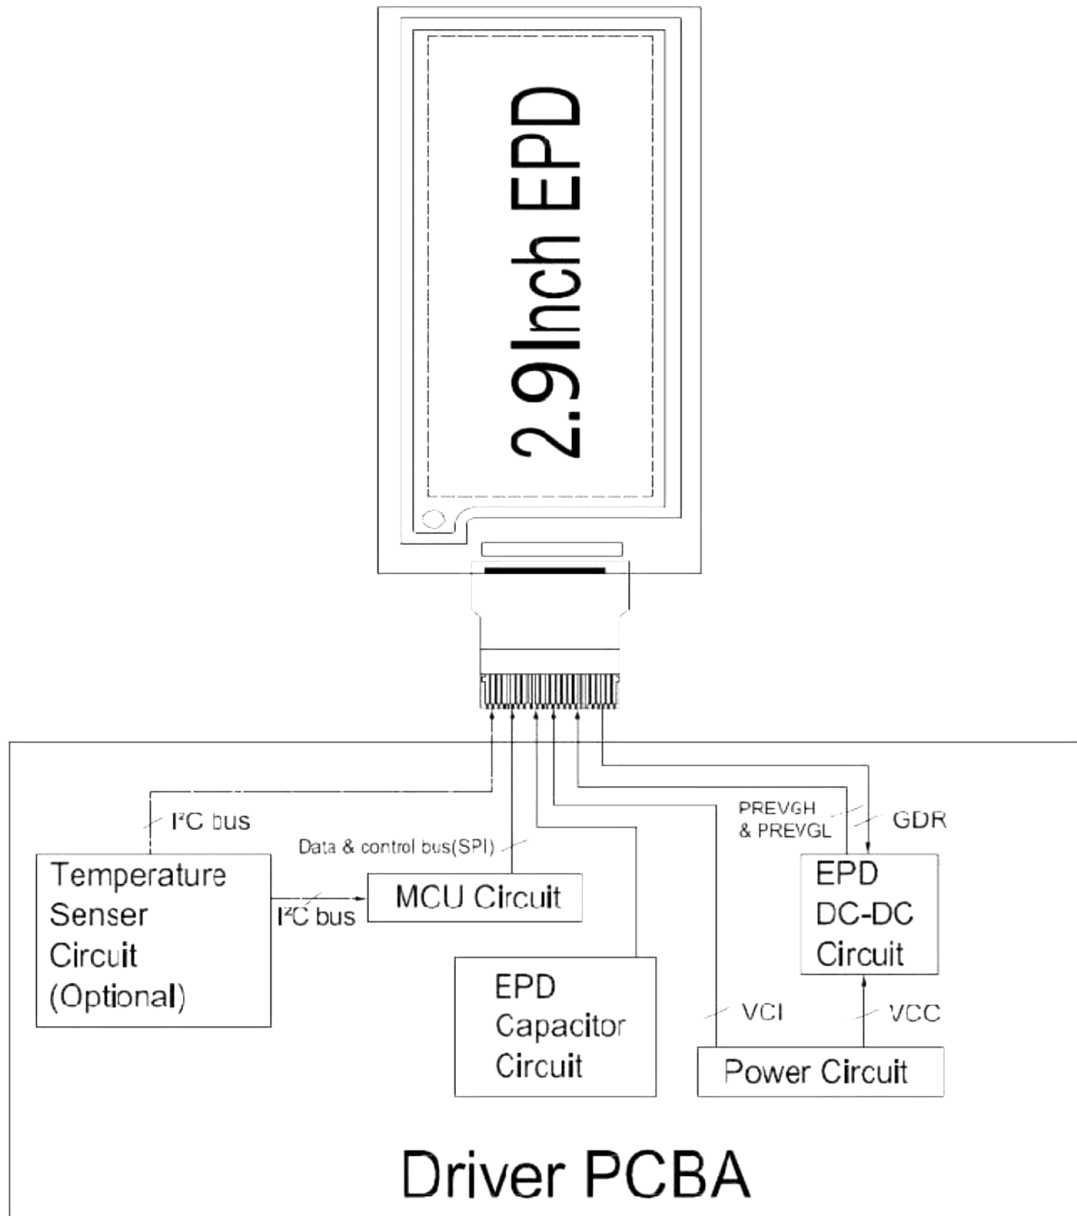 2.9Inch EPD
I²C bus
PREVGH
& PREVGL
GDR
Data & control bus(SPI)
Temperature
Senser
Circuit
(Optional)
I²C bus
MCU Circuit
EPD
DC-DC
Circuit
EPD
Capacitor
Circuit
VCI
VCC
Power Circuit
Driver PCBA